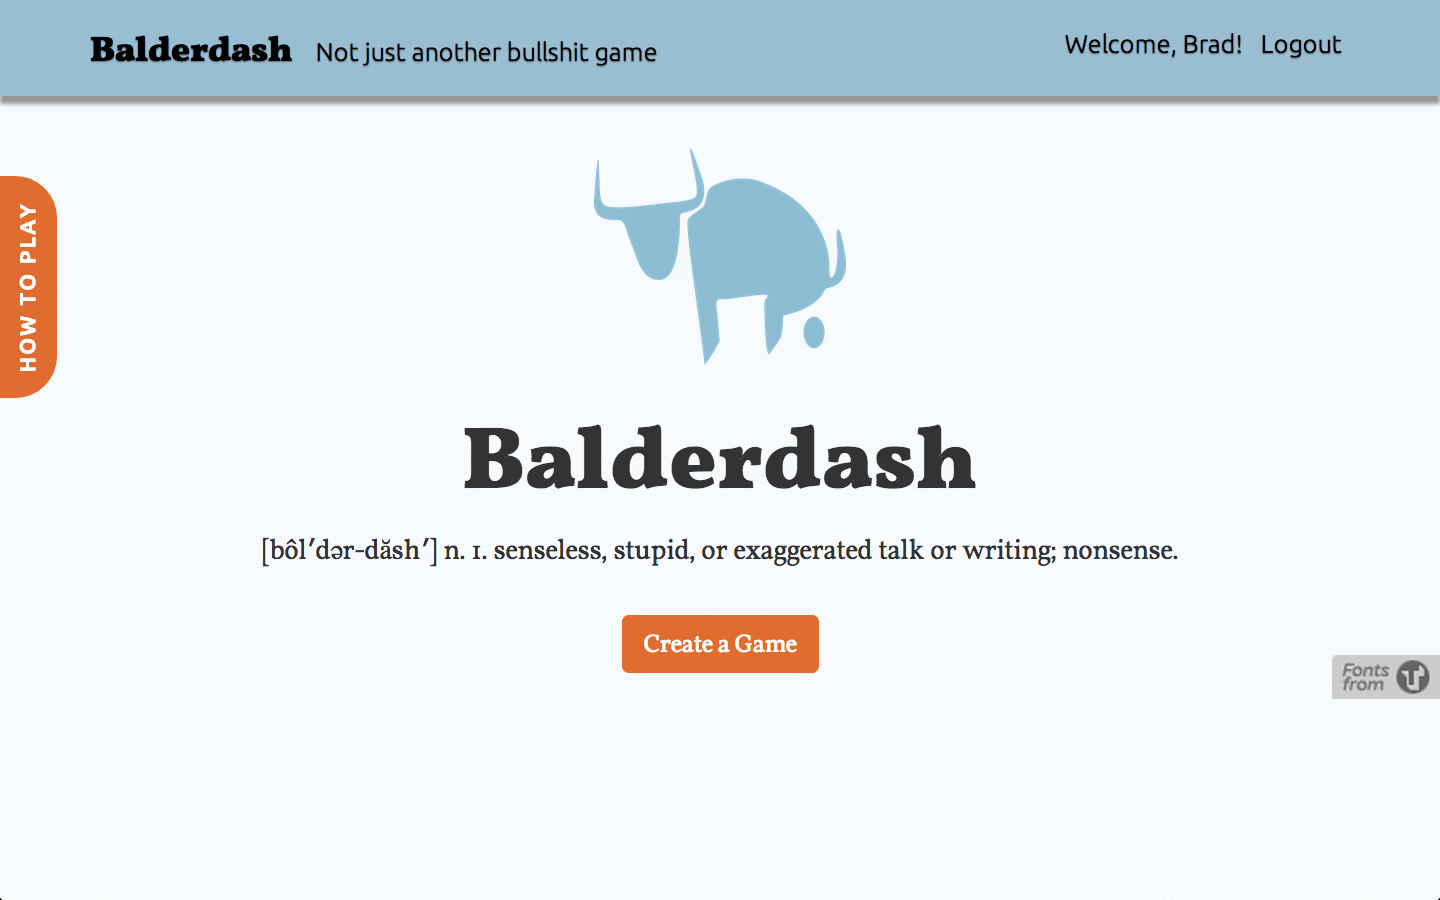 Balderdash Not just another bullshit game
Welcome, Brad! Logout
HOW TO PLAY
Balderdash
[bôl′dər-dăsh′] n. 1. senseless, stupid, or exaggerated talk or writing; nonsense.
Create a Game
Fonts
from